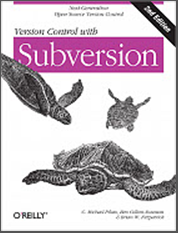 Next-Generation
Open Source Version Control
2nd Edition
Version Control with
Subversion
O'REILLY®
C. Michael Pilato, Ben Collins-Sussman
& Brian W. Fitzpatrick